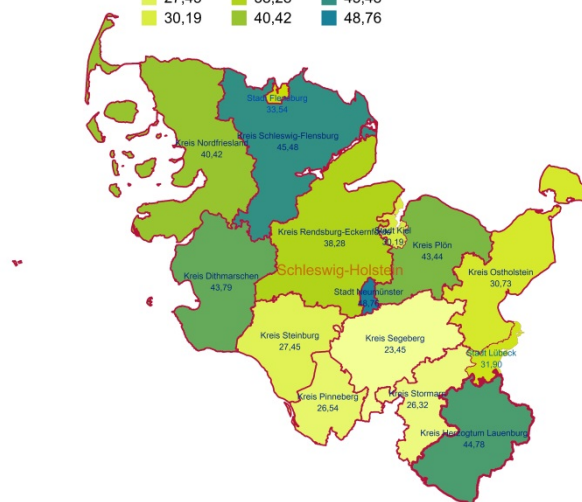 30,19
40,42
48,76
Stadt Flensburg
33,54
Kreis Nordfriesland
40,42
Kreis Schleswig-Flensburg
45,48
Kreis Rendsburg-Eckernförde
38,28
Stadt Kiel
30,19
Kreis Plön
43,44
Kreis Ostholstein
30,73
Kreis Dithmarschen
43,79
Schleswig-Holstein
Stadt Neumünster
48,76
Kreis Steinburg
27,45
Kreis Segeberg
23,45
Stadt Lübeck
31,90
Kreis Pinneberg
26,54
Kreis Stormarn
26,32
Kreis Herzogtum Lauenburg
44,78